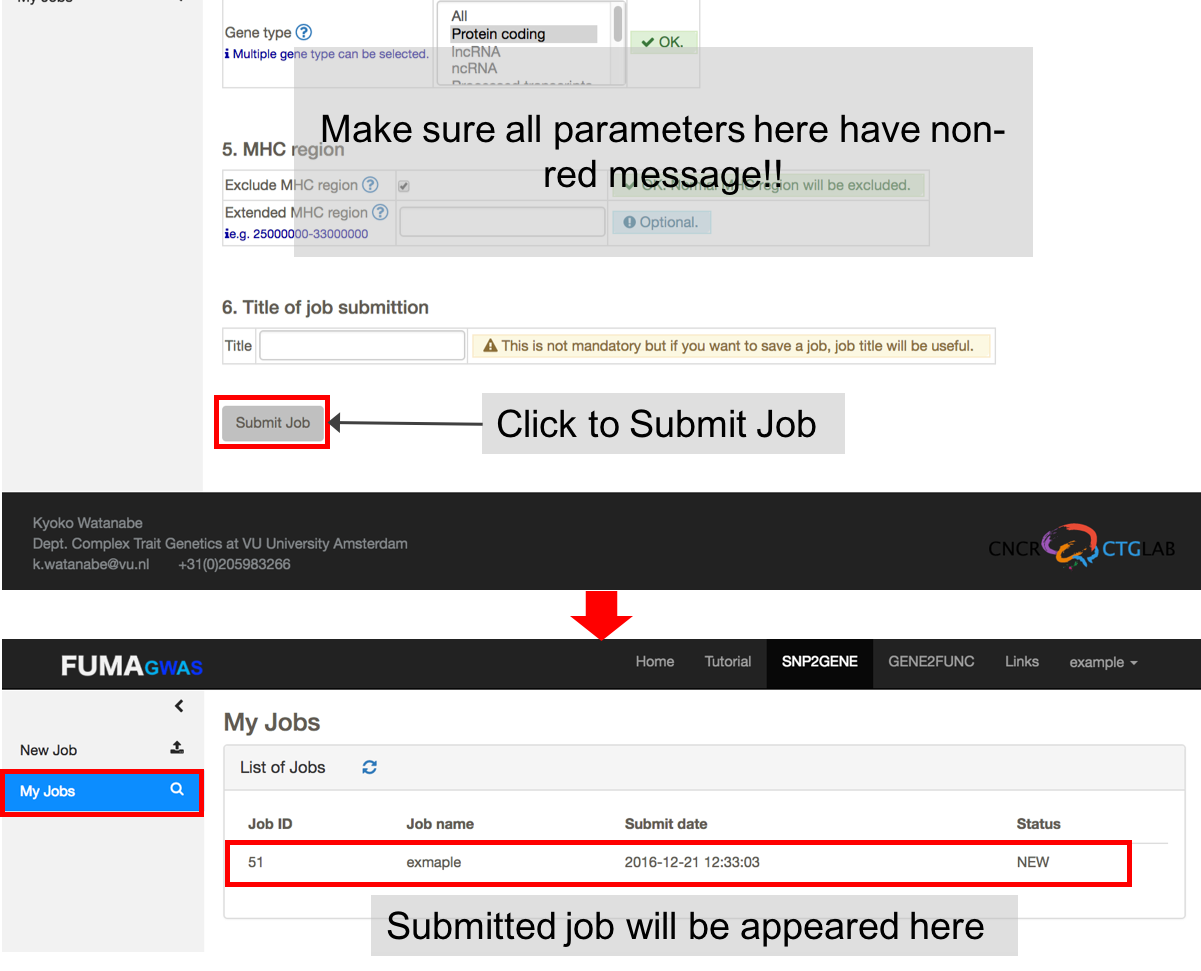 My Jobs
Gene type
Multiple gene type can be selected.
All
Protein coding
lncRNA
ncRNA
Processed transcripts
OK.
Make sure all parameters here have non-
red message!!
5. MHC region
Exclude MHC region
OK. Normal MHC region will be excluded.
Extended MHC region
e.g. 25000000-33000000
Optional.
6. Title of job submittion
Title
This is not mandatory but if you want to save a job, job title will be useful.
Submit Job
Click to Submit Job
Kyoko Watanabe
Dept. Complex Trait Genetics at VU University Amsterdam
k.watanabe@vu.nl +31(0)205983266
CNCR CTGLAB
FUMAGWAS
Home Tutorial SNP2GENE GENE2FUNC Links example
New Job
My Jobs
My Jobs
List of Jobs
Job ID Job name Submit date Status
51 exmaple 2016-12-21 12:33:03 NEW
Submitted job will be appeared here